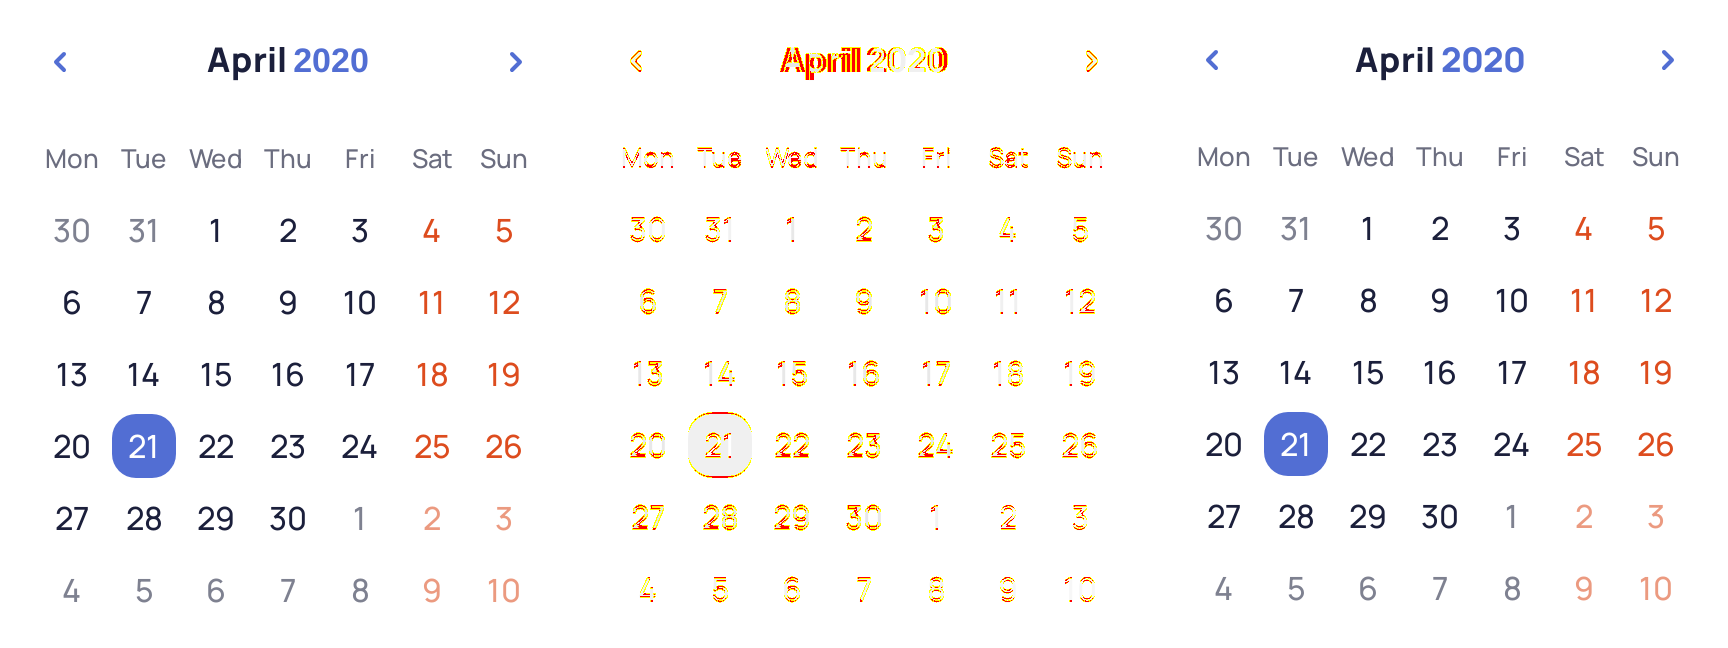 April 2020 April 2020 April 2020
Mon Tue Wed Thu Fri Sat Sun Mon Tue Wed Thu Fri Sat Sun Mon Tue Wed Thu Fri Sat Sun
30 31 1 2 3 4 5 30 31 1 2 3 4 5 30 31 1 2 3 4 5
6 7 8 9 10 11 12 6 7 8 9 10 11 12 6 7 8 9 10 11 12
13 14 15 16 17 18 19 13 14 15 16 17 18 19 13 14 15 16 17 18 19
20 21 22 23 24 25 26 20 21 22 23 24 25 26 20 21 22 23 24 25 26
27 28 29 30 1 2 3 27 28 29 30 1 2 3 27 28 29 30 1 2 3
4 5 6 7 8 9 10 4 5 6 7 8 9 10 4 5 6 7 8 9 10